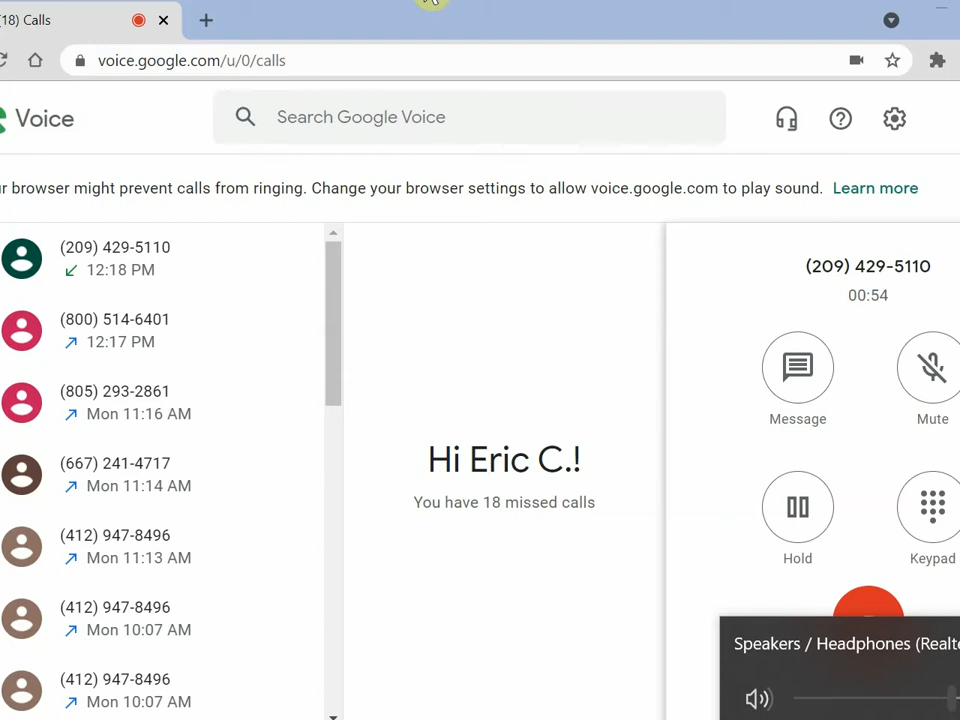 (18) Calls
voice.google.com/u/0/calls
Voice
Search Google Voice
r browser might prevent calls from ringing. Change your browser settings to allow voice.google.com to play sound. Learn more
(209) 429-5110
12:18 PM
(800) 514-6401
12:17 PM
(805) 293-2861
Mon 11:16 AM
(667) 241-4717
Mon 11:14 AM
(412) 947-8496
Mon 11:13 AM
(412) 947-8496
Mon 10:07 AM
(412) 947-8496
Mon 10:07 AM
Hi Eric C.!
You have 18 missed calls
(209) 429-5110
00:54
Message
Mute
Hold
Keypad
Speakers / Headphones (Realte